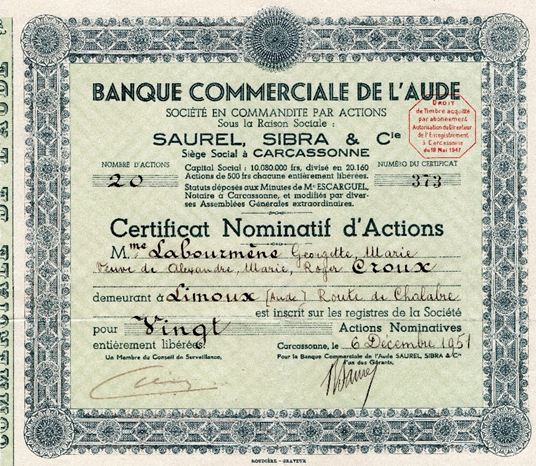 BANQUE COMMERCIALE DE L'AUDE
SOCIÉTÉ EN COMMANDITE PAR ACTIONS
Sous la Raison Sociale :
SAUREL, SIBRA & Cie
Siège Social à CARCASSONNE
DROIT
de Timbre acquitté
par abonnement
Autorisation du Directeur
de l'Enregistrement
à Carcassonne
du 18 Mai 1947
NOMBRE D'ACTIONS
20
Capital Social : 10.080.000 frs, divisé en 20.160
Actions de 500 frs chacune entièrement libérées.
Statuts déposés aux Minutes de Me ESCARGUEL,
Notaire à Carcassonne, et modifiés par diver-
ses Assemblées Générales extraordinaires.
NUMÉRO DU CERTIFICAT
373
Certificat Nominatif d'Actions
M.me Labourmène Georgette, Marie
Veuve de Alexandre, Marie, Roger Croux
demeurant à Limoux (Aude) Route de Chalabre
est inscrit sur les registres de la Société
pour Vingt Actions Nominatives
entièrement libérées.
Carcassonne, le 6 Décembre 1951
Un Membre du Conseil de Surveillance,
Pour la Banque Commerciale de l'Aude SAUREL, SIBRA & Cie
l'un des Gérants,
ROUDIÈRE - GRAVEUR